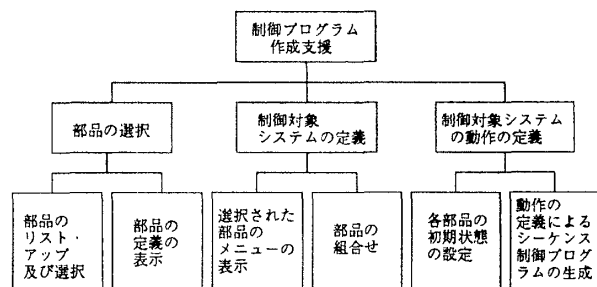 制御プログラム
作成支援
部品の選択
制御対象
システムの定義
制御対象システム
の動作の定義
部品の
リスト・
アップ
及び選択
部品の
定義の
表示
選択された
部品の
メニューの
表示
部品の
組合せ
各部品の
初期状態
の設定
動作の
定義による
シーケンス
制御プログ
ラムの生成